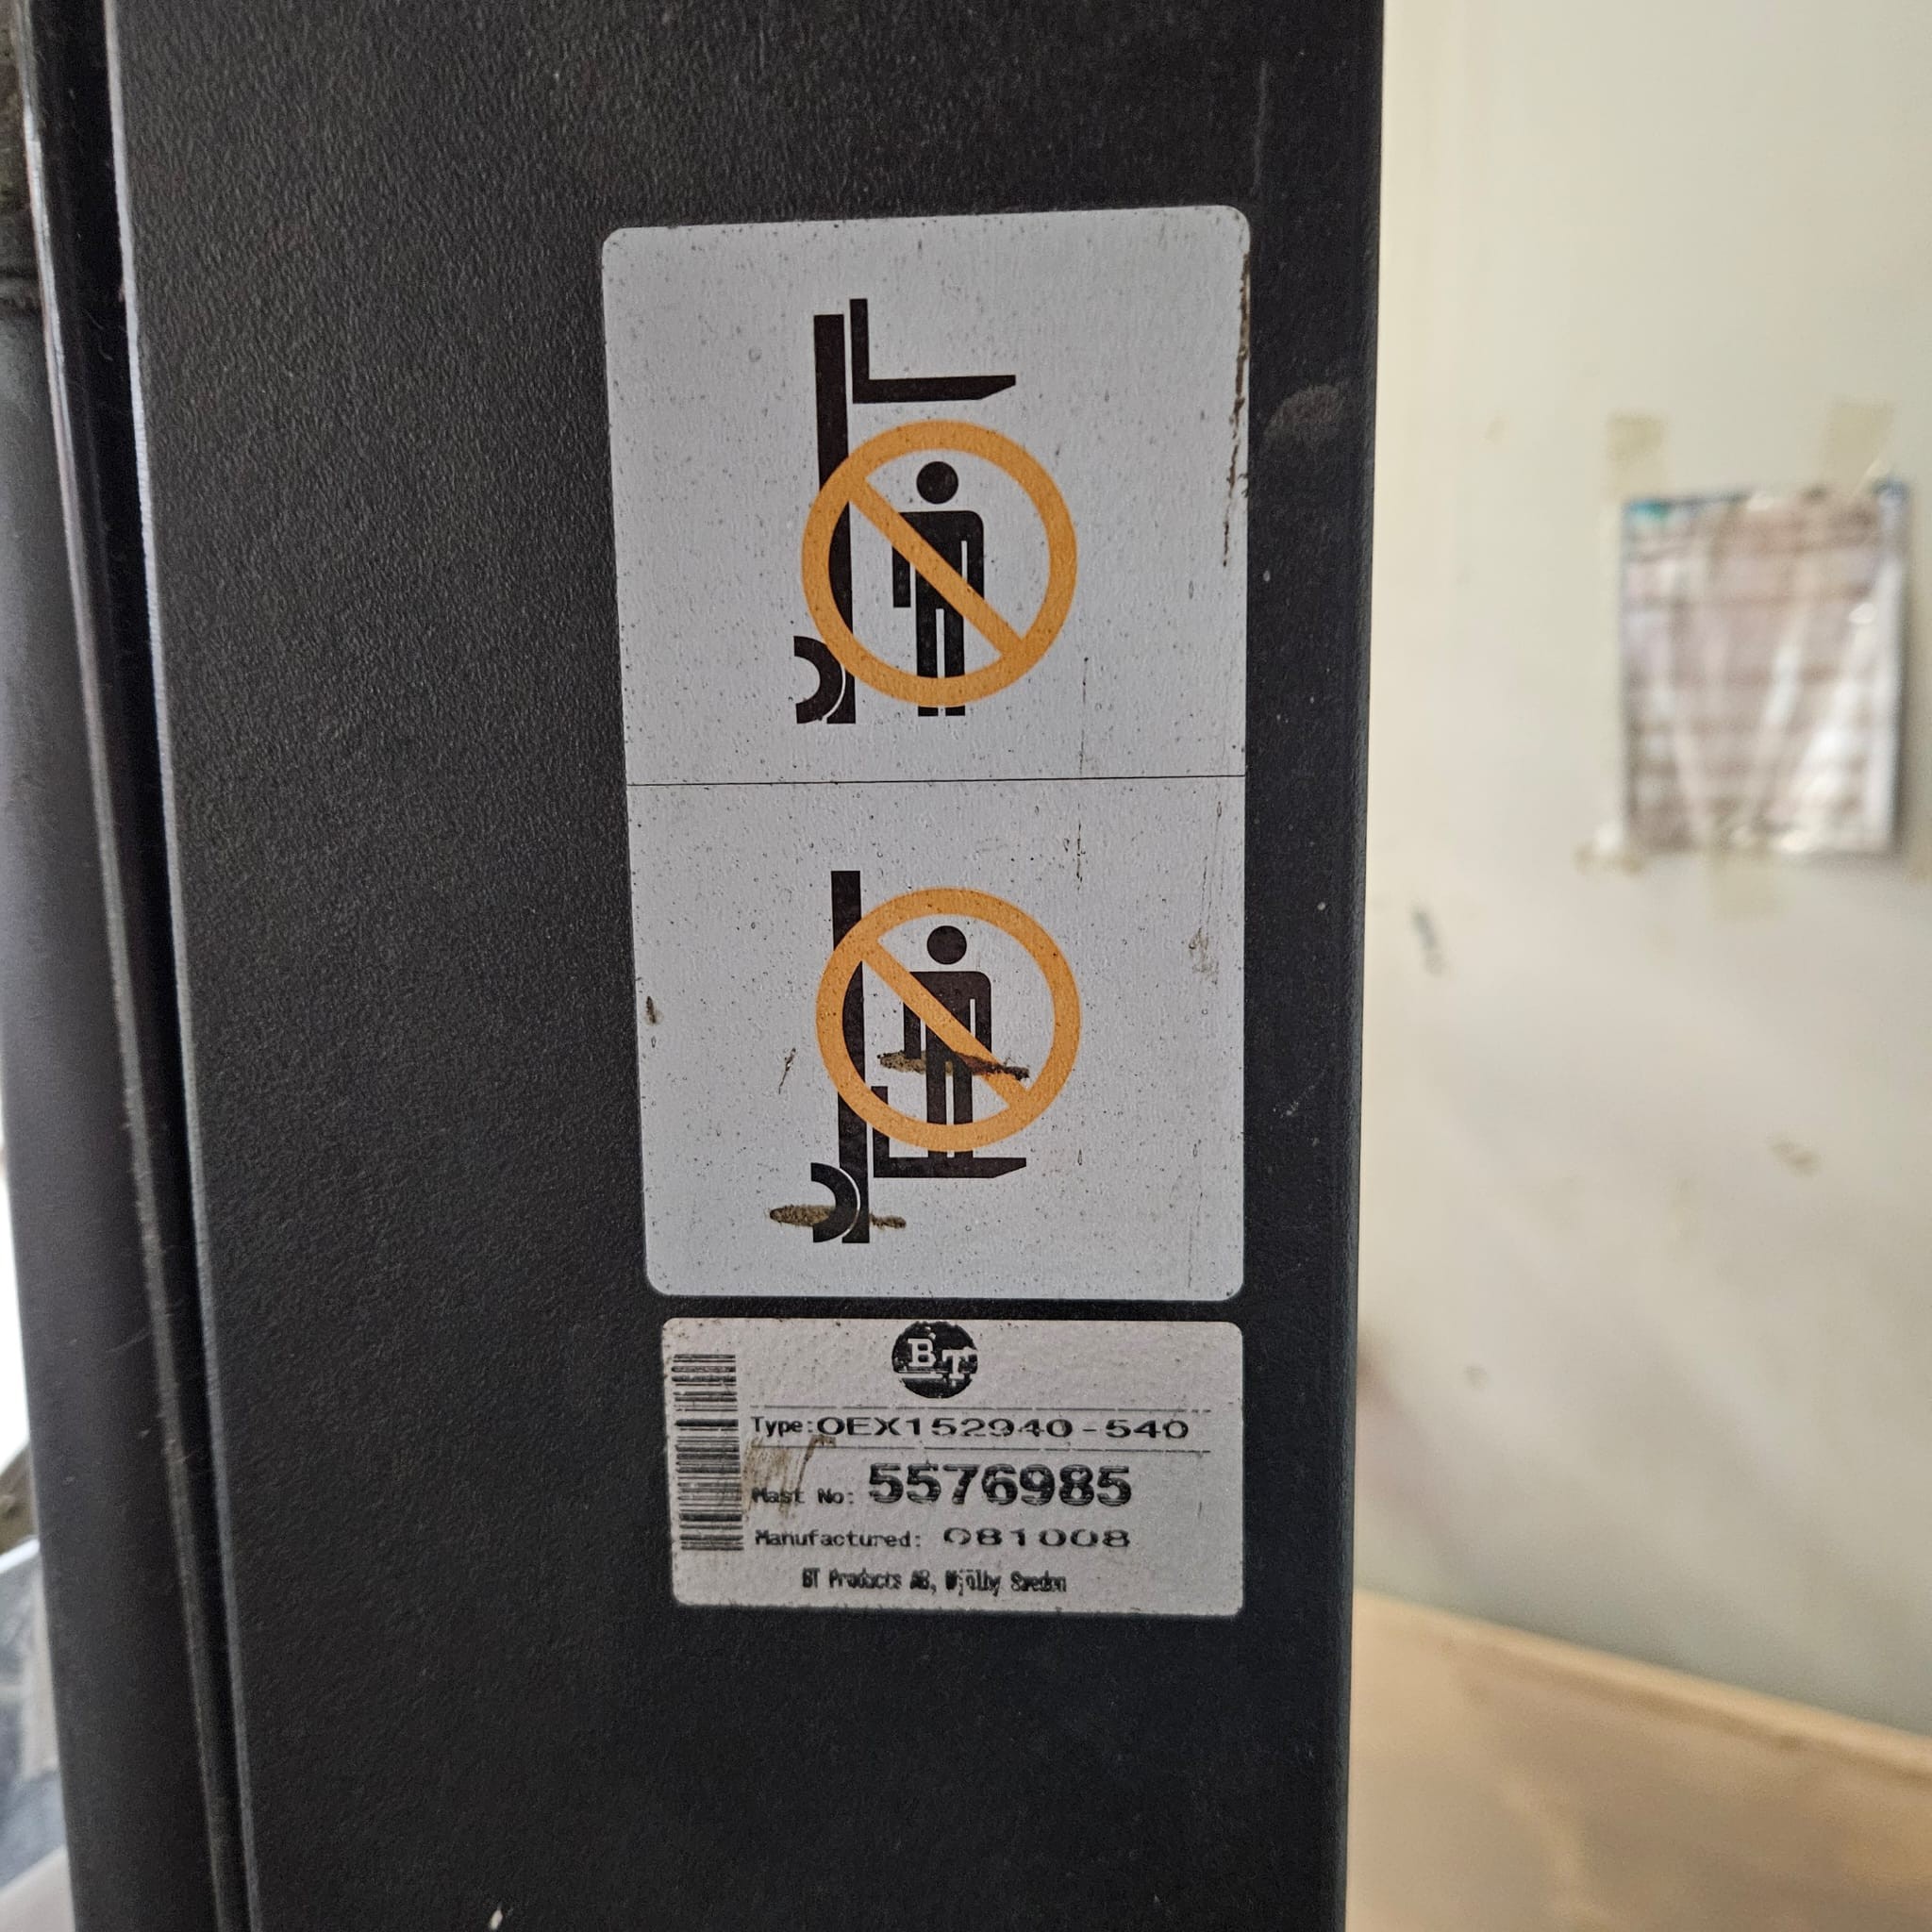 BT
Type:OEX152940-540
Mast No: 5576985
Manufactured: 081008
BT Products AB, Mjölby Sweden